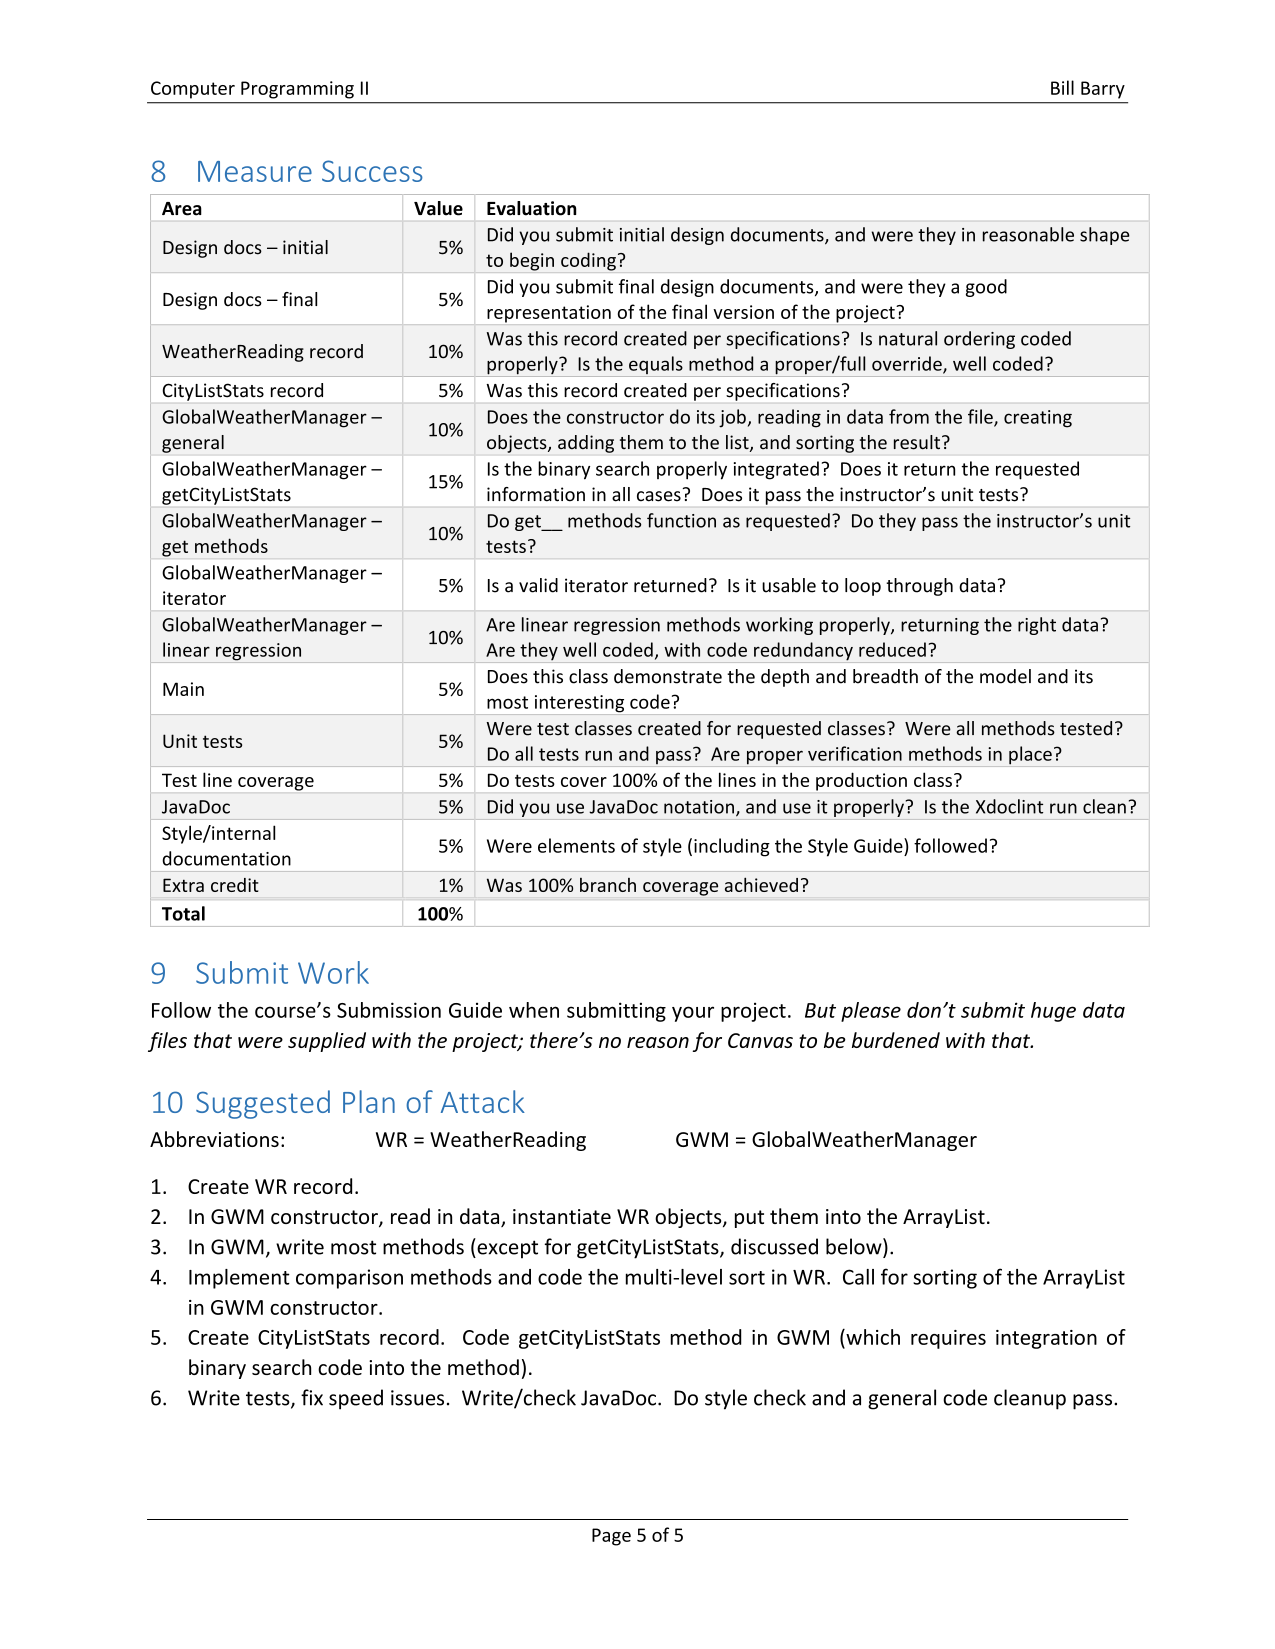 Computer Programming II Bill Barry
8 Measure Success
Area Value Evaluation
Design docs – initial 5% Did you submit initial design documents, and were they in reasonable shape
to begin coding?
Design docs – final 5% Did you submit final design documents, and were they a good
representation of the final version of the project?
WeatherReading record 10% Was this record created per specifications?  Is natural ordering coded
properly?  Is the equals method a proper/full override, well coded?
CityListStats record 5% Was this record created per specifications?
GlobalWeatherManager –
general 10% Does the constructor do its job, reading in data from the file, creating
objects, adding them to the list, and sorting the result?
GlobalWeatherManager –
getCityListStats 15% Is the binary search properly integrated?  Does it return the requested
information in all cases?  Does it pass the instructor’s unit tests?
GlobalWeatherManager –
get methods 10% Do get__ methods function as requested?  Do they pass the instructor’s unit
tests?
GlobalWeatherManager –
iterator 5% Is a valid iterator returned?  Is it usable to loop through data?
GlobalWeatherManager –
linear regression 10% Are linear regression methods working properly, returning the right data?
Are they well coded, with code redundancy reduced?
Main 5% Does this class demonstrate the depth and breadth of the model and its
most interesting code?
Unit tests 5% Were test classes created for requested classes?  Were all methods tested?
Do all tests run and pass?  Are proper verification methods in place?
Test line coverage 5% Do tests cover 100% of the lines in the production class?
JavaDoc 5% Did you use JavaDoc notation, and use it properly?  Is the Xdoclint run clean?
Style/internal
documentation 5% Were elements of style (including the Style Guide) followed?
Extra credit 1% Was 100% branch coverage achieved?
Total 100%
9 Submit Work
Follow the course’s Submission Guide when submitting your project.  But please don’t submit huge data
files that were supplied with the project; there’s no reason for Canvas to be burdened with that.
10 Suggested Plan of Attack
Abbreviations: WR = WeatherReading GWM = GlobalWeatherManager
1. Create WR record.
2. In GWM constructor, read in data, instantiate WR objects, put them into the ArrayList.
3. In GWM, write most methods (except for getCityListStats, discussed below).
4. Implement comparison methods and code the multi-level sort in WR.  Call for sorting of the ArrayList
in GWM constructor.
5. Create CityListStats record.  Code getCityListStats method in GWM (which requires integration of
binary search code into the method).
6. Write tests, fix speed issues.  Write/check JavaDoc.  Do style check and a general code cleanup pass.
Page 5 of 5